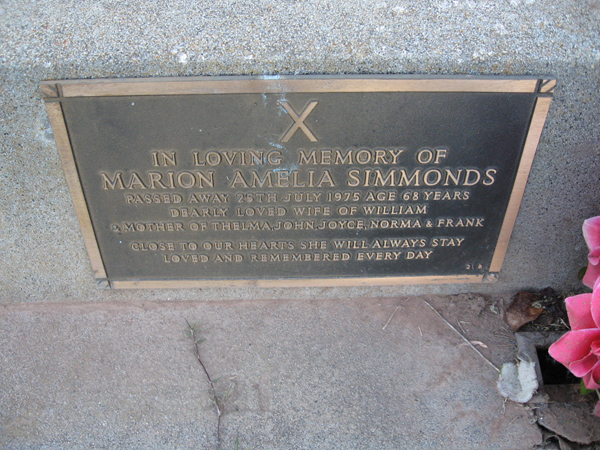 IN LOVING MEMORY OF
MARION AMELIA SIMMONDS
PASSED AWAY 25TH JULY 1975 AGE 68 YEARS
DEARLY LOVED WIFE OF WILLIAM
& MOTHER OF THELMA, JOHN, JOYCE, NORMA & FRANK
CLOSE TO OUR HEARTS SHE WILL ALWAYS STAY
LOVED AND REMEMBERED EVERY DAY